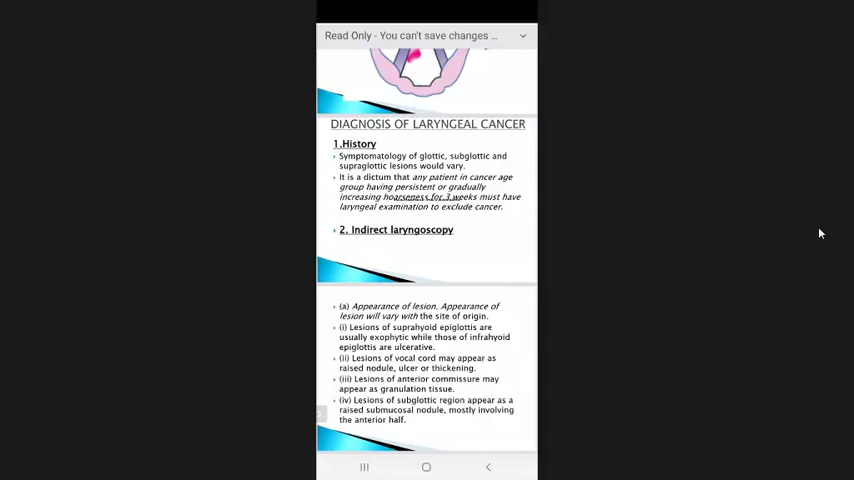 Read Only - You can't save changes ...
DIAGNOSIS OF LARYNGEAL CANCER
1.History
Symptomatology of glottic, subglottic and
supraglottic lesions would vary.
It is a dictum that any patient in cancer age
group having persistent or gradually
increasing hoarseness for 3 weeks must have
laryngeal examination to exclude cancer.
2. Indirect laryngoscopy
(a) Appearance of lesion. Appearance of
lesion will vary with the site of origin.
(i) Lesions of suprahyoid epiglottis are
usually exophytic while those of infrahyoid
epiglottis are ulcerative.
(ii) Lesions of vocal cord may appear as
raised nodule, ulcer or thickening.
(iii) Lesions of anterior commissure may
appear as granulation tissue.
(iv) Lesions of subglottic region appear as a
raised submucosal nodule, mostly involving
the anterior half.